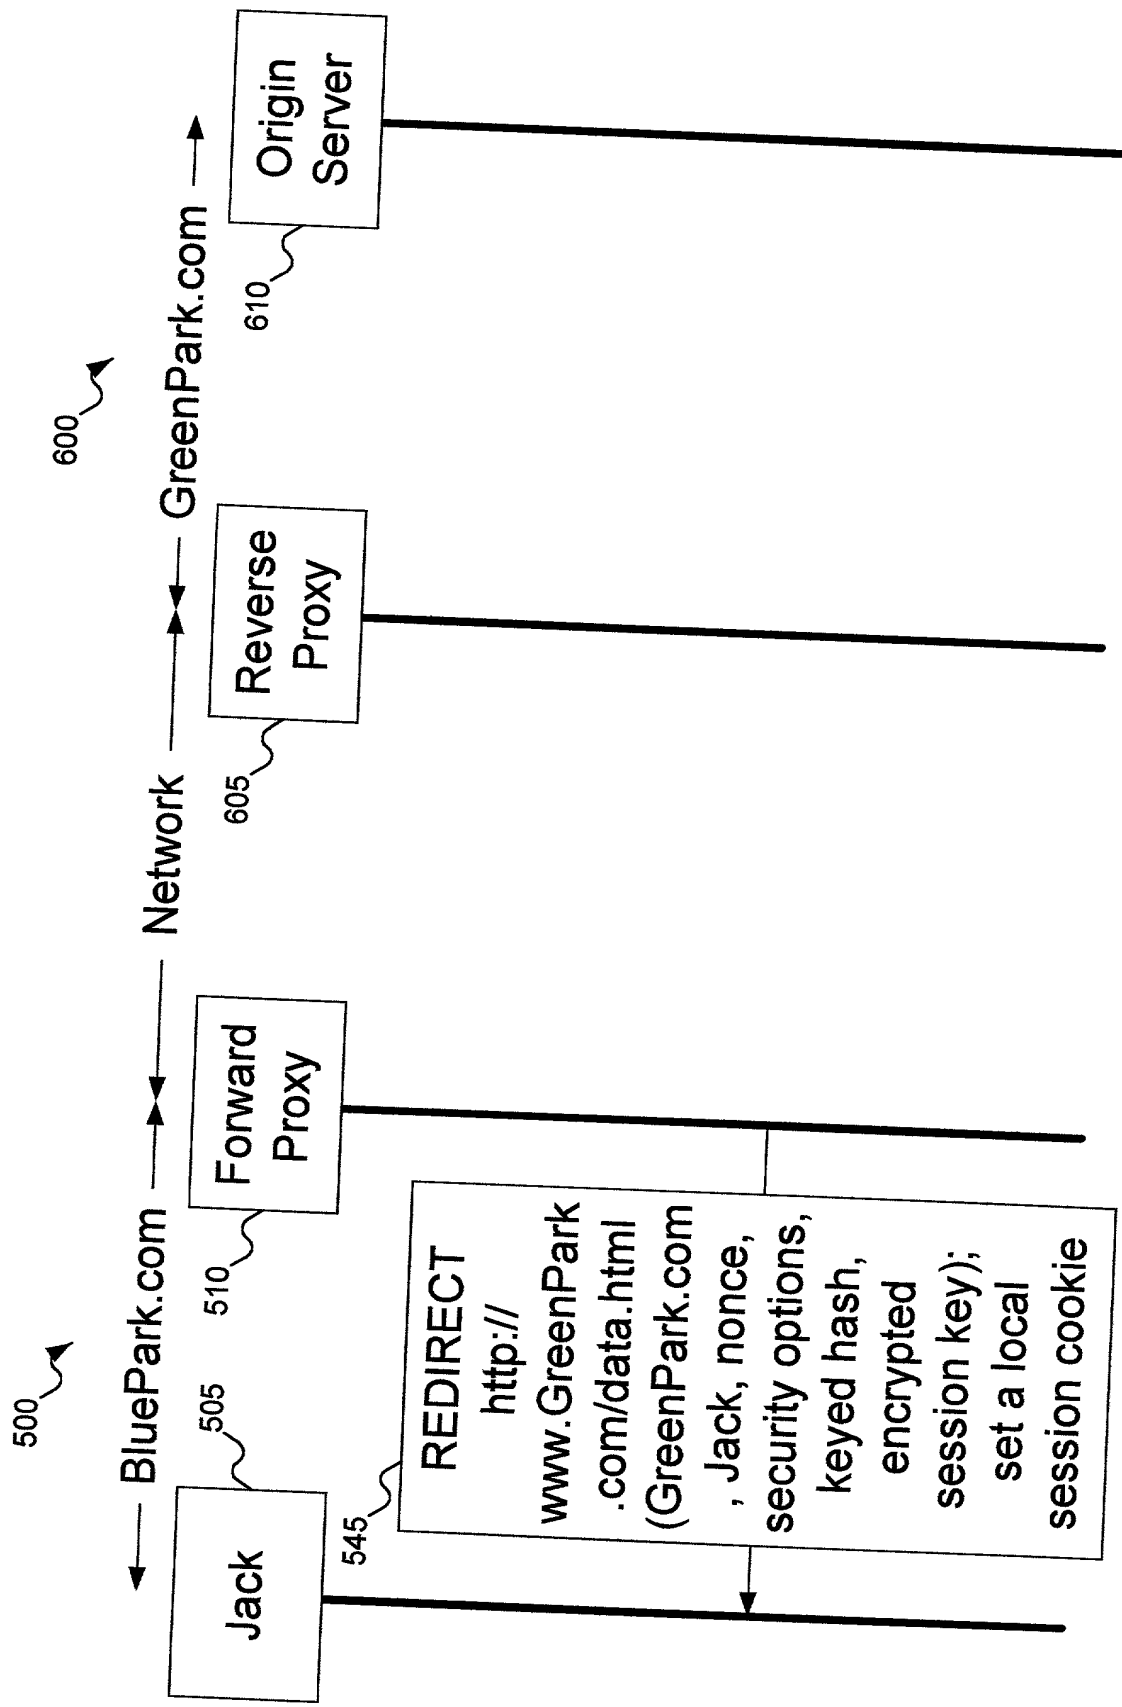 500
600
BluePark.com
Network
GreenPark.com
505
510
605
610
Jack
Forward
Proxy
Reverse
Proxy
Origin
Server
545
REDIRECT
http://
www.GreenPark
.com/data.html
(GreenPark.com
, Jack, nonce,
security options,
keyed hash,
encrypted
session key);
set a local
session cookie